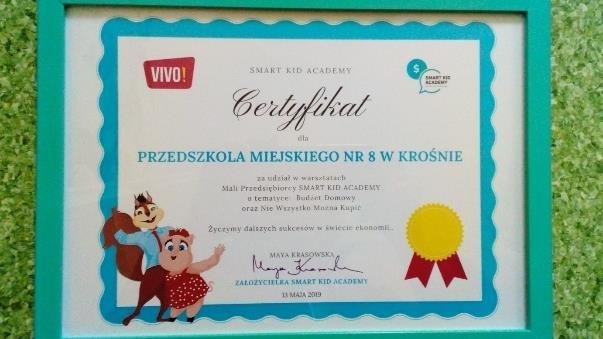 VIVO!
SMART KID ACADEMY
$
SMART KID
ACADEMY
Certyfikat
dla
PRZEDSZKOLA MIEJSKIEGO NR 8 W KROŚNIE
za udział w warsztatach
Mali Przedsiębiorcy SMART KID ACADEMY
o tematyce: Budżet Domowy
oraz Nie Wszystko Można Kupić
Życzymy dalszych sukcesów w świecie ekonomii..
MAYA KRASOWSKA
ZAŁOŻYCIELKA SMART KID ACADEMY
13 MAJA 2019